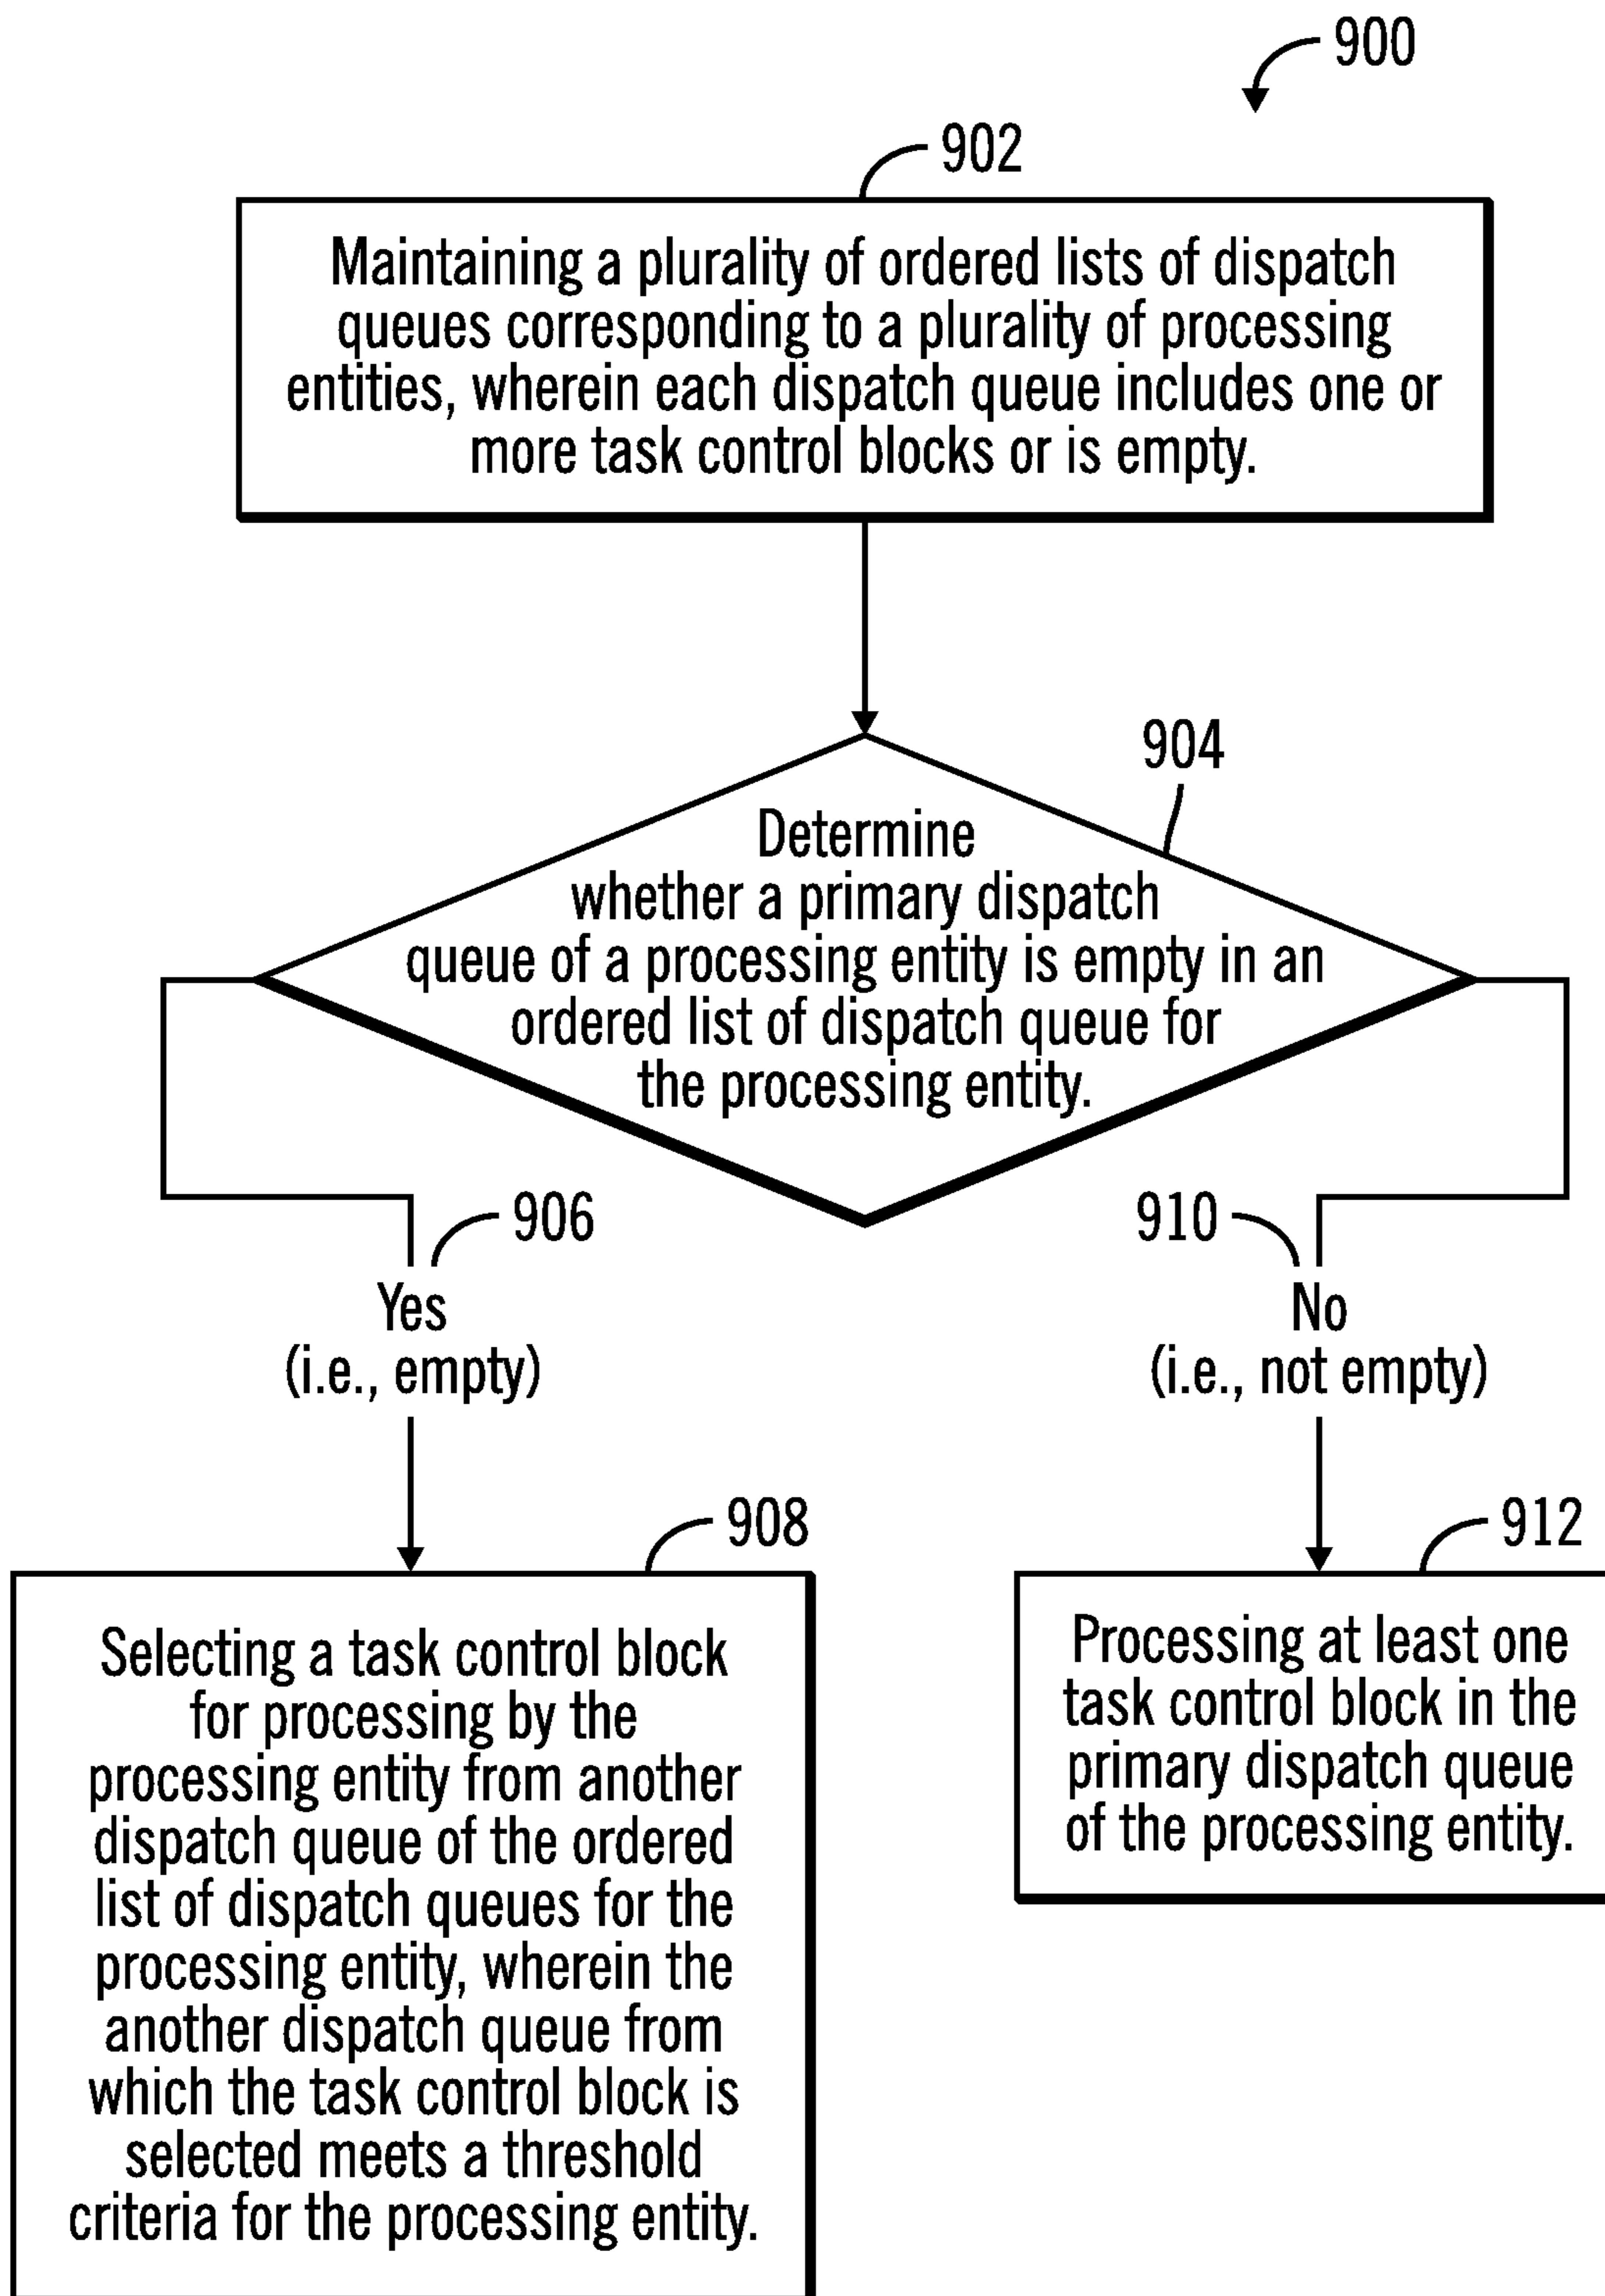 900
902
Maintaining a plurality of ordered lists of dispatch
queues corresponding to a plurality of processing
entities, wherein each dispatch queue includes one or
more task control blocks or is empty.
904
Determine
whether a primary dispatch
queue of a processing entity is empty in an
ordered list of dispatch queue for
the processing entity.
906
Yes
(i.e., empty)
910
No
(i.e., not empty)
908
Selecting a task control block
for processing by the
processing entity from another
dispatch queue of the ordered
list of dispatch queues for the
processing entity, wherein the
another dispatch queue from
which the task control block is
selected meets a threshold
criteria for the processing entity.
912
Processing at least one
task control block in the
primary dispatch queue
of the processing entity.